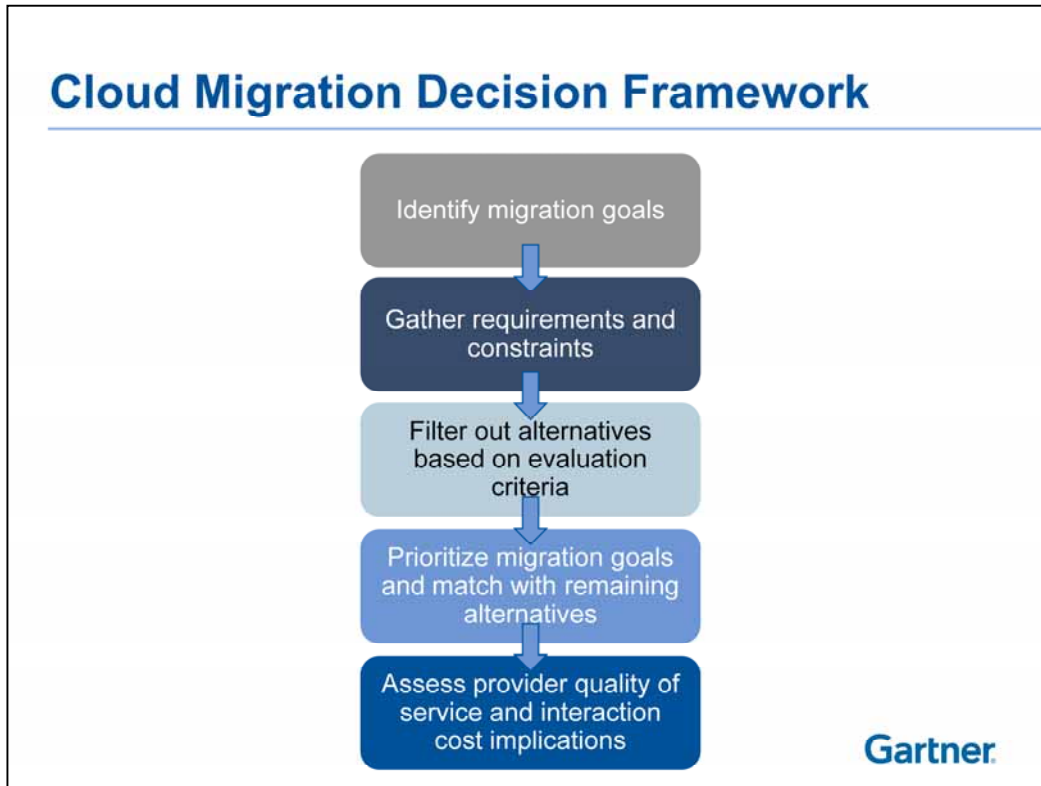 Cloud Migration Decision Framework
Identify migration goals
Gather requirements and
constraints
Filter out alternatives
based on evaluation
criteria
Prioritize migration goals
and match with remaining
alternatives
Assess provider quality of
service and interaction
cost implications
Gartner.